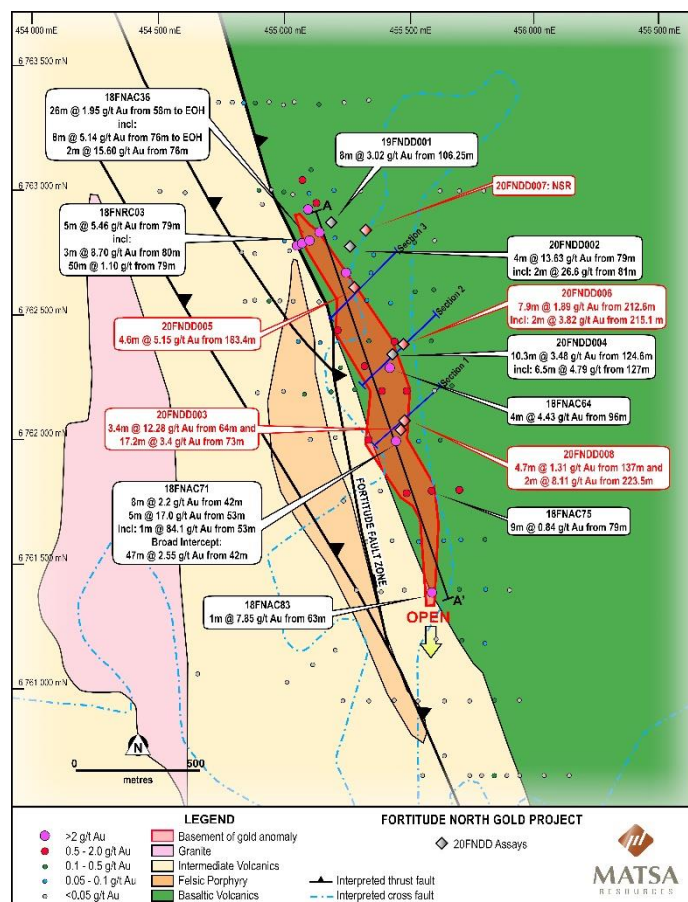 454 000 mE
454 500 mE
455 000 mE
455 500 mE
456 000 mE
456 500 mE
6 763 500 mN
6 763 000 mN
6 762 500 mN
6 762 000 mN
6 761 500 mN
6 761 000 mN
18FNAC36
26m @ 1.95 g/t Au from 58m to EOH
incl:
8m @ 5.14 g/t Au from 76m to EOH
2m @ 15.60 g/t Au from 76m
19FNDD001
8m @ 3.02 g/t Au from 106.25m
20FNDD007: NSR
18FNRC03
5m @ 5.46 g/t Au from 79m
incl:
3m @ 8.70 g/t Au from 80m
50m @ 1.10 g/t from 79m
20FNDD002
4m @ 13.63 g/t Au from 79m
incl: 2m @ 26.6 g/t from 81m
20FNDD006
7.9m @ 1.89 g/t Au from 212.6m
Incl: 2m @ 3.82 g/t Au from 215.1 m
20FNDD005
4.6m @ 5.15 g/t Au from 183.4m
20FNDD004
10.3m @ 3.48 g/t Au from 124.6m
incl: 6.5m @ 4.79 g/t from 127m
18FNAC64
4m @ 4.43 g/t Au from 96m
20FNDD003
3.4m @ 12.28 g/t Au from 64m and
17.2m @ 3.4 g/t Au from 73m
20FNDD008
4.7m @ 1.31 g/t Au from 137m and
2m @ 8.11 g/t Au from 223.5m
18FNAC71
8m @ 2.2 g/t Au from 42m
5m @ 17.0 g/t Au from 53m
Incl: 1m @ 84.1 g/t Au from 53m
Broad Intercept:
47m @ 2.55 g/t Au from 42m
18FNAC75
9m @ 0.84 g/t Au from 79m
18FNAC83
1m @ 7.85 g/t Au from 63m
A
A'
Section 3
Section 2
Section 1
FORTITUDE FAULT ZONE
OPEN
N
0
500
metres
LEGEND
>2 g/t Au
0.5 - 2.0 g/t Au
0.1 - 0.5 g/t Au
0.05 - 0.1 g/t Au
<0.05 g/t Au
Basement of gold anomaly
Granite
Intermediate Volcanics
Felsic Porphyry
Basaltic Volcanics
FORTITUDE NORTH GOLD PROJECT
20FNDD Assays
Interpreted thrust fault
Interpreted cross fault
MATSA
RESOURCES